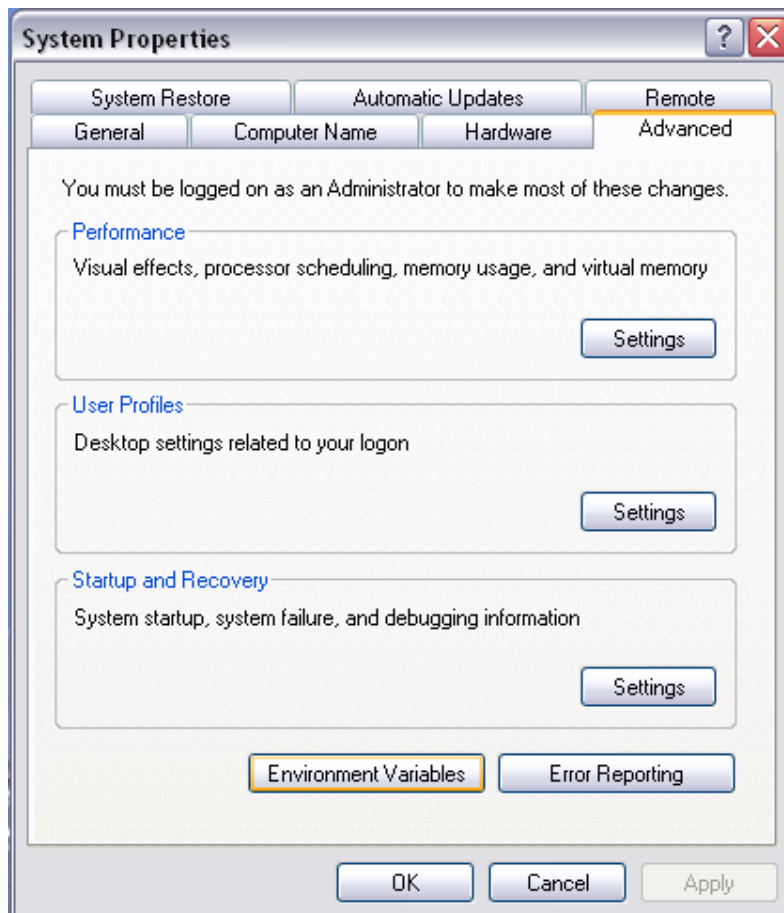 System Properties
?
System Restore Automatic Updates Remote
General Computer Name Hardware Advanced
You must be logged on as an Administrator to make most of these changes.
Performance
Visual effects, processor scheduling, memory usage, and virtual memory
Settings
User Profiles
Desktop settings related to your logon
Settings
Startup and Recovery
System startup, system failure, and debugging information
Settings
Environment Variables Error Reporting
OK Cancel Apply